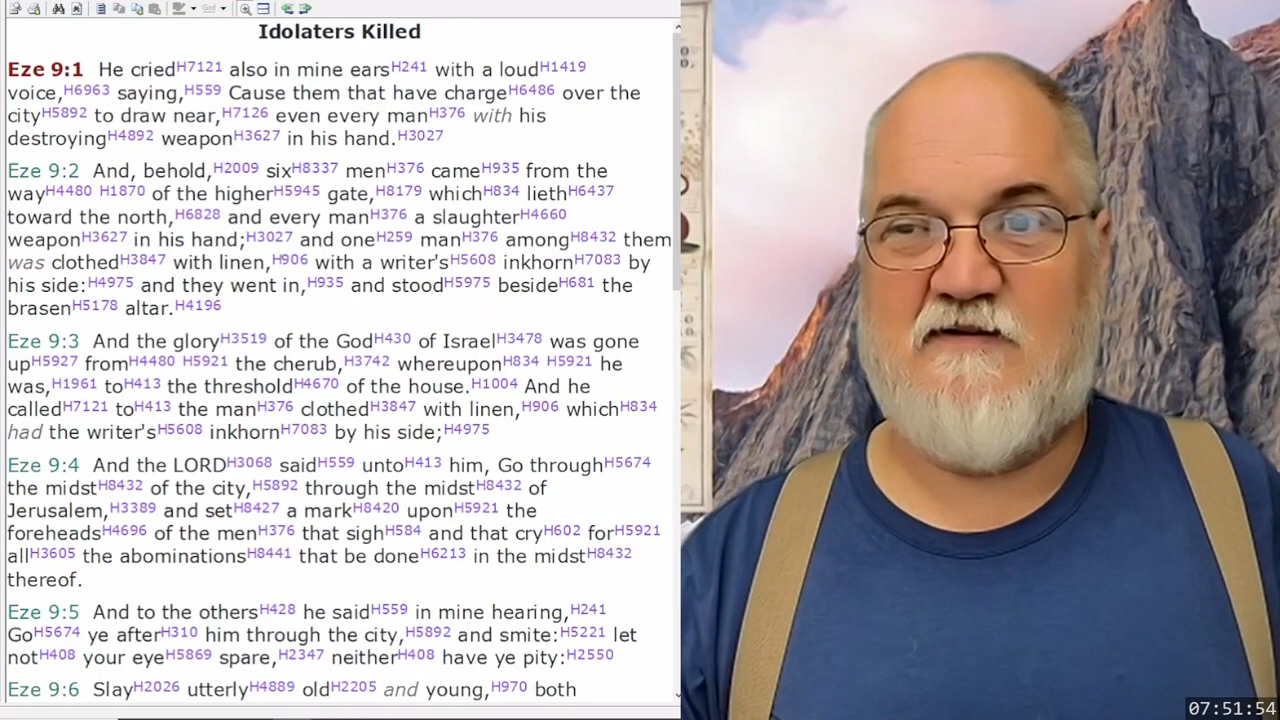 Idolaters Killed
Eze 9:1 He criedH7121 also in mine earsH241 with a loudH1419
voice,H6963 saying,H559 Cause them that have chargeH6486 over the
cityH5892 to draw near,H7126 even every manH376 with his
destroyingH4892 weaponH3627 in his hand.H3027
Eze 9:2 And, behold,H2009 sixH8337 menH376 cameH935 from the
wayH4480 H1870 of the higherH5945 gate,H8179 whichH834 liethH6437
toward the north,H6828 and every manH376 a slaughterH4660
weaponH3627 in his hand;H3027 and oneH259 manH376 amongH8432 them
was clothedH3847 with linen,H906 with a writer'sH5608 inkhornH7083 by
his side:H4975 and they went in,H935 and stoodH5975 besideH681 the
brasenH5178 altar.H4196
Eze 9:3 And the gloryH3519 of the GodH430 of IsraelH3478 was gone
upH5927 fromH4480 H5921 the cherub,H3742 whereuponH834 H5921 he
was,H1961 toH413 the thresholdH4670 of the house.H1004 And he
calledH7121 toH413 the manH376 clothedH3847 with linen,H906 whichH834
had the writer'sH5608 inkhornH7083 by his side;H4975
Eze 9:4 And the LORDH3068 saidH559 untoH413 him, Go throughH5674
the midstH8432 of the city,H5892 through the midstH8432 of
Jerusalem,H3389 and setH8427 a markH8420 uponH5921 the
foreheadsH4696 of the menH376 that sighH584 and that cryH602 forH5921
allH3605 the abominationsH8441 that be doneH6213 in the midstH8432
thereof.
Eze 9:5 And to the othersH428 he saidH559 in mine hearing,H241
GoH5674 ye afterH310 him through the city,H5892 and smite:H5221 let
notH408 your eyeH5869 spare,H2347 neitherH408 have ye pity:H2550
Eze 9:6 SlayH2026 utterlyH4889 oldH2205 and young,H970 both
07:51:54